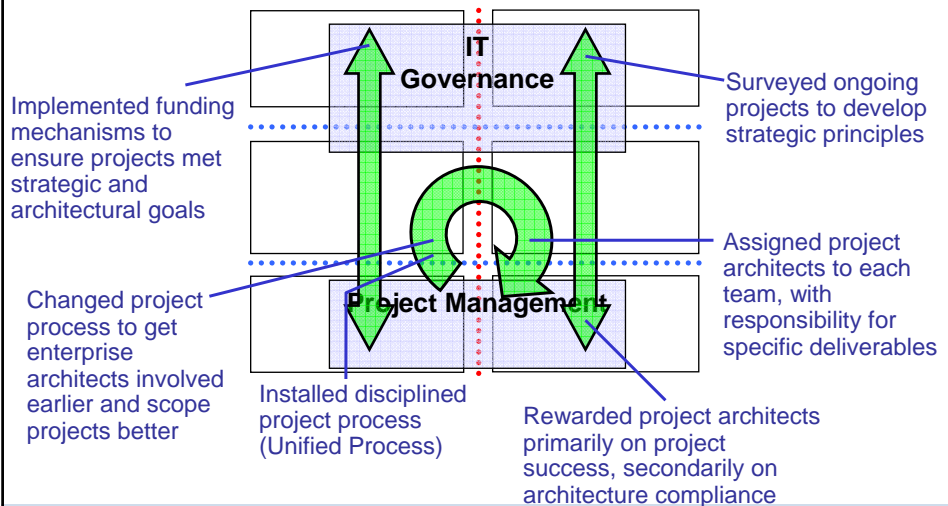 IT
Governance
Implemented funding
mechanisms to
ensure projects met
strategic and
architectural goals
Surveyed ongoing
projects to develop
strategic principles
Changed project
process to get
enterprise
architects involved
earlier and scope
projects better
Project Management
Assigned project
architects to each
team, with
responsibility for
specific deliverables
Installed disciplined
project process
(Unified Process)
Rewarded project architects
primarily on project
success, secondarily on
architecture compliance